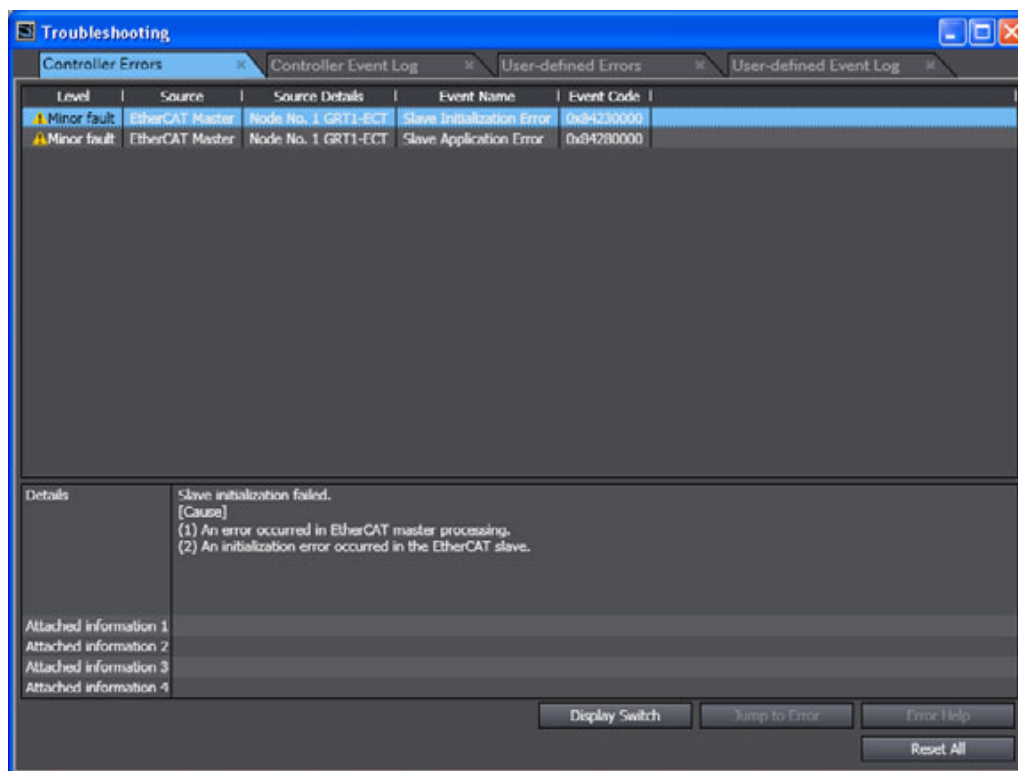 Troubleshooting
Controller Errors Controller Event Log User-defined Errors User-defined Event Log
Level Source Source Details Event Name Event Code
Minor fault EtherCAT Master Node No. 1 GRT1-ECT Slave Initialization Error 0x84230000
Minor fault EtherCAT Master Node No. 1 GRT1-ECT Slave Application Error 0x84280000
Details Slave initialization failed.
[Cause]
(1) An error occurred in EtherCAT master processing.
(2) An initialization error occurred in the EtherCAT slave.
Attached information 1
Attached information 2
Attached information 3
Attached information 4
Display Switch Jump to Error Error Help
Reset All